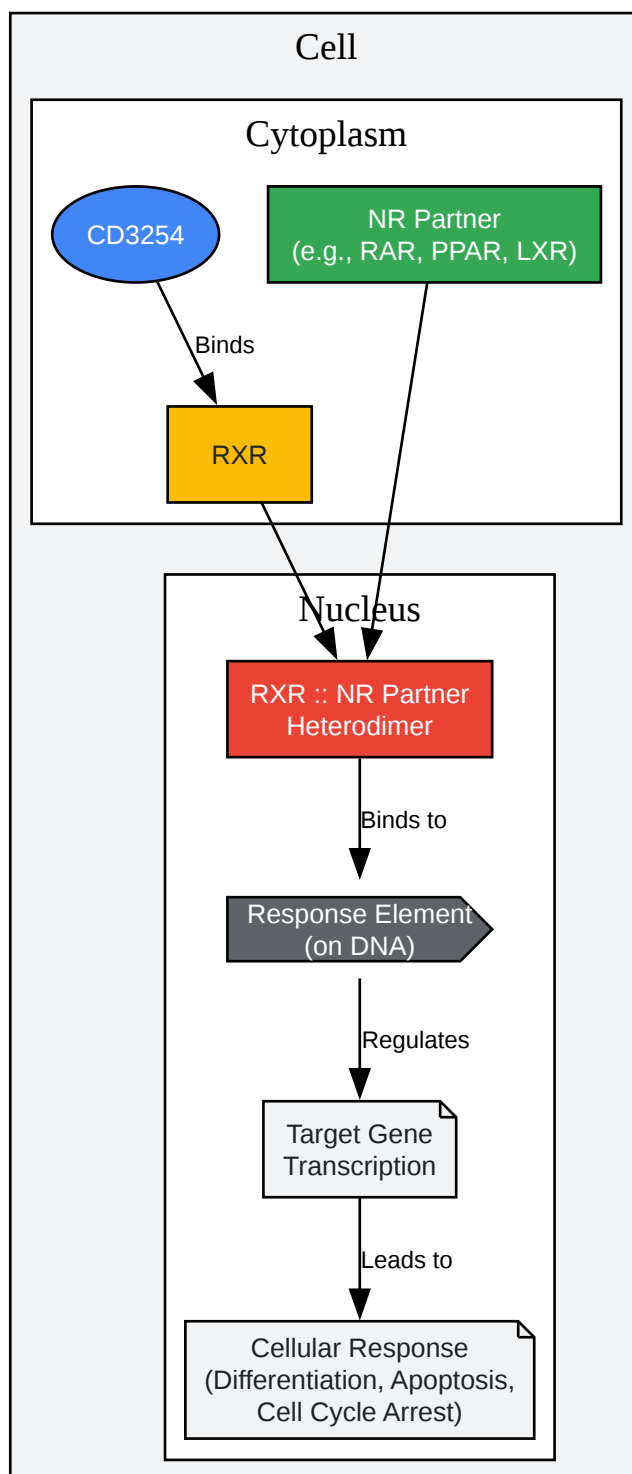 Cell
Cytoplasm
CD3254
NR Partner
(e.g., RAR, PPAR, LXR)
Binds
RXR
Nucleus
RXR :: NR Partner
Heterodimer
Binds to
Response Element
(on DNA)
Regulates
Target Gene
Transcription
Leads to
Cellular Response
(Differentiation, Apoptosis,
Cell Cycle Arrest)